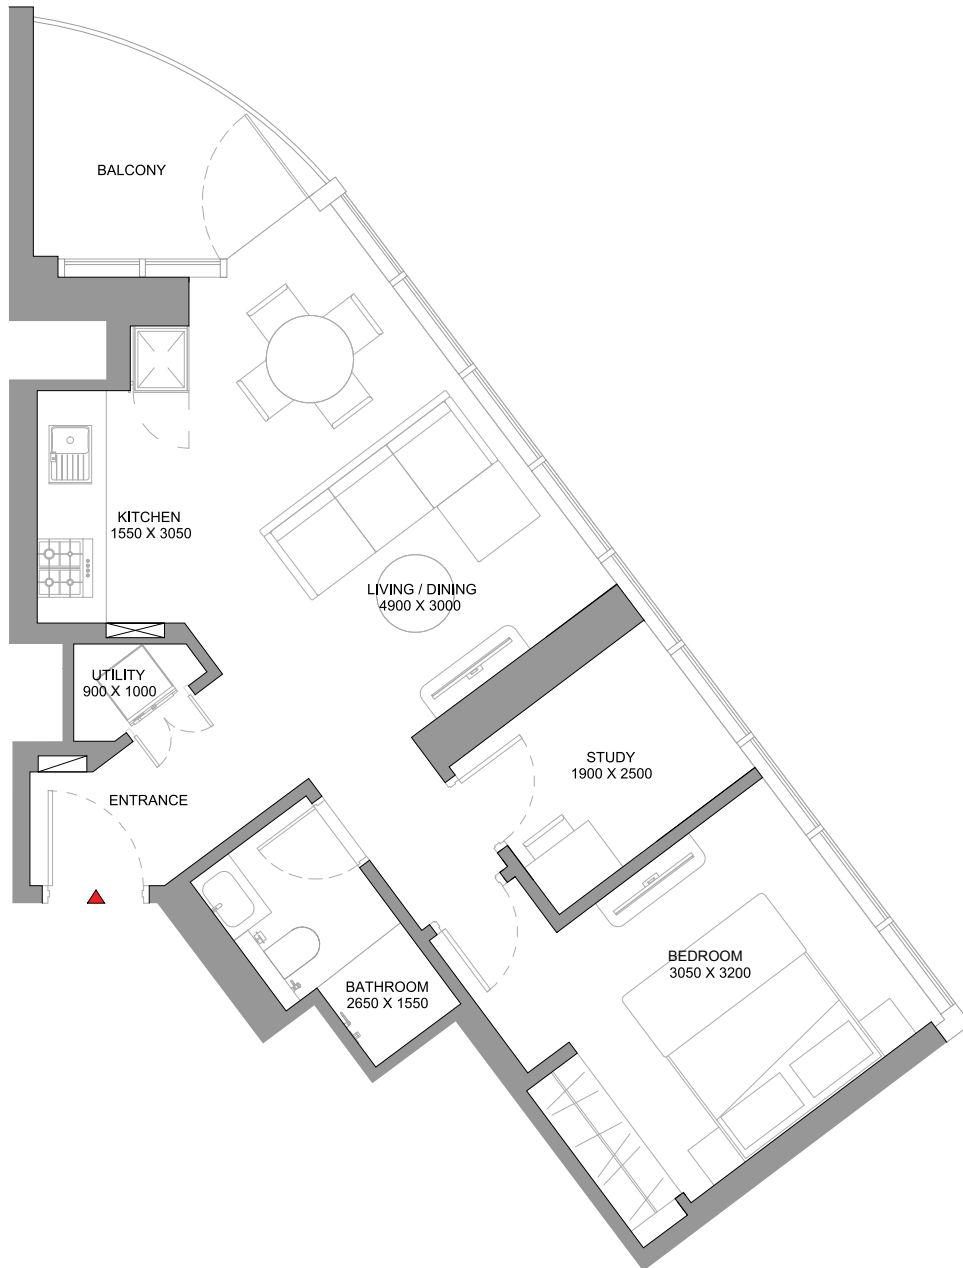 BALCONY
KITCHEN
1550 X 3050
LIVING / DINING
4900 X 3000
UTILITY
900 X 1000
STUDY
1900 X 2500
ENTRANCE
BEDROOM
3050 X 3200
BATHROOM
2650 X 1550